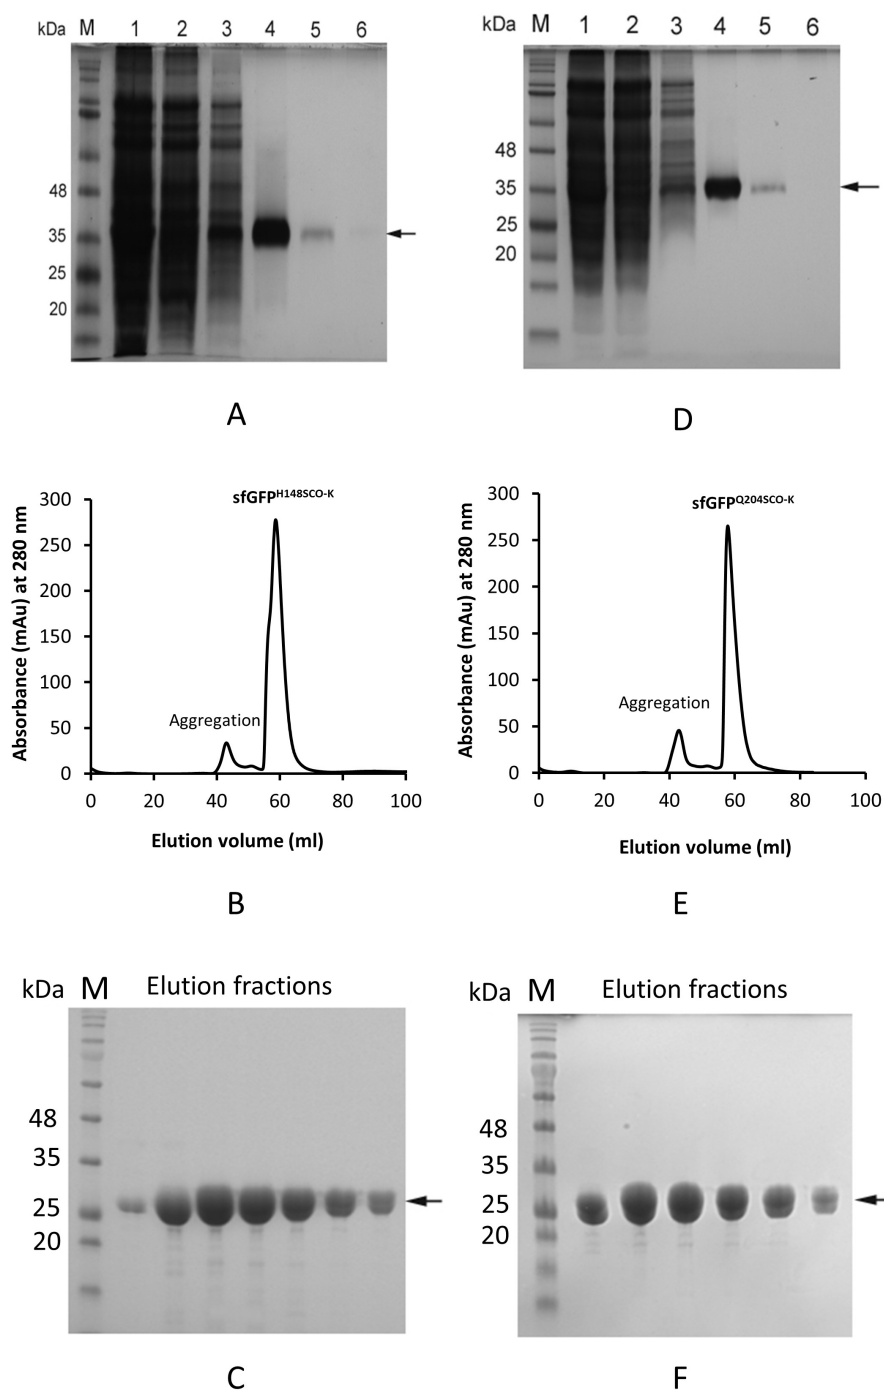 kDa M 1 2 3 4 5 6
48
35
25
20
A
kDa M 1 2 3 4 5 6
48
35
25
20
D
sfGFPH148SCO-K
Absorbance (mAu) at 280 nm
300
250
200
150
100
50
0
Aggregation
0 20 40 60 80 100
Elution volume (ml)
B
sfGFPQ204SCO-K
Absorbance (mAu) at 280 nm
300
250
200
150
100
50
0
Aggregation
0 20 40 60 80 100
Elution volume (ml)
E
kDa M Elution fractions
48
35
25
20
C
kDa M Elution fractions
48
35
25
20
F